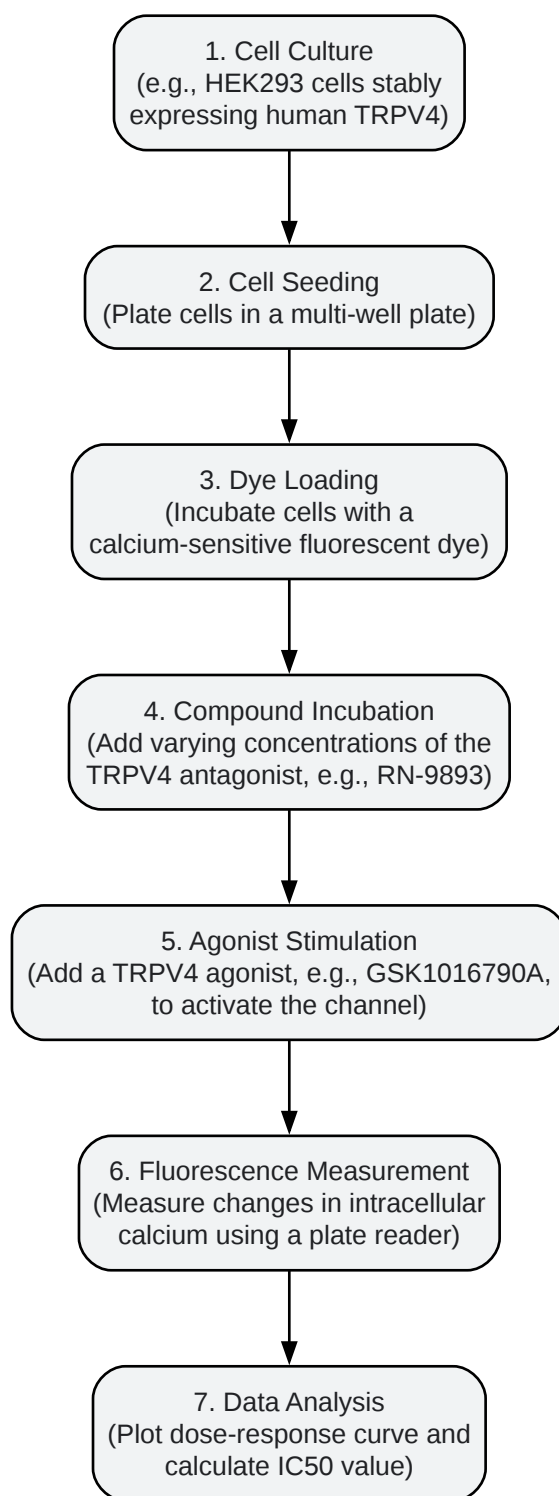 1. Cell Culture
(e.g., HEK293 cells stably
expressing human TRPV4)
2. Cell Seeding
(Plate cells in a multi-well plate)
3. Dye Loading
(Incubate cells with a
calcium-sensitive fluorescent dye)
4. Compound Incubation
(Add varying concentrations of the
TRPV4 antagonist, e.g., RN-9893)
5. Agonist Stimulation
(Add a TRPV4 agonist, e.g., GSK1016790A,
to activate the channel)
6. Fluorescence Measurement
(Measure changes in intracellular
calcium using a plate reader)
7. Data Analysis
(Plot dose-response curve and
calculate IC50 value)